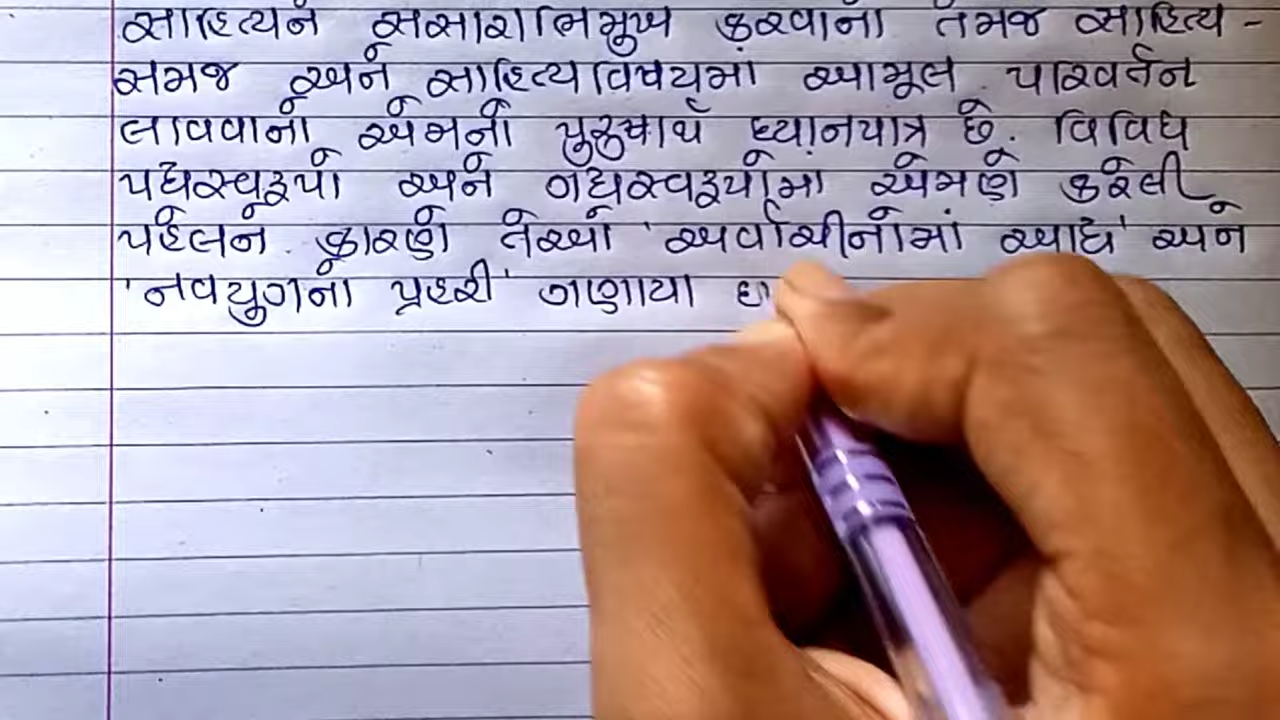 સાહિત્યને સંસારાભિમુખ કરવાનો તેમજ સાહિત્ય-
સમજ અને સાહિત્યવિષયમાં આમૂલ પરિવર્તન
લાવવાનો એમનો પુરુષાર્થ ધ્યાનપાત્ર છે. વિવિધ
પદ્યસ્વરૂપો અને ગદ્યસ્વરૂપોમાં એમણે કરેલી
પહેલને કારણે તેઓ 'અર્વાચીનોમાં આદ્ય' અને
'નવયુગનો પ્રહરી' ગણાયા